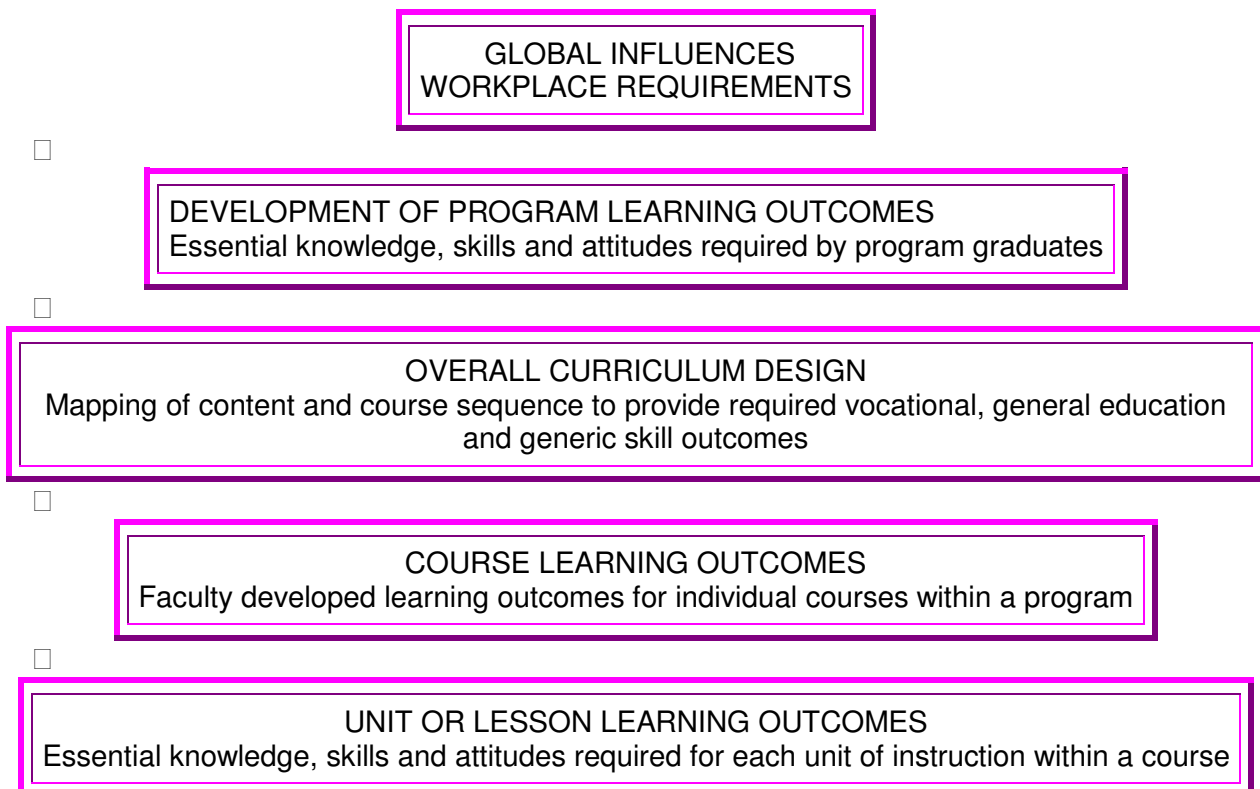 GLOBAL INFLUENCES
WORKPLACE REQUIREMENTS
DEVELOPMENT OF PROGRAM LEARNING OUTCOMES
Essential knowledge, skills and attitudes required by program graduates
OVERALL CURRICULUM DESIGN
Mapping of content and course sequence to provide required vocational, general education
and generic skill outcomes
COURSE LEARNING OUTCOMES
Faculty developed learning outcomes for individual courses within a program
UNIT OR LESSON LEARNING OUTCOMES
Essential knowledge, skills and attitudes required for each unit of instruction within a course